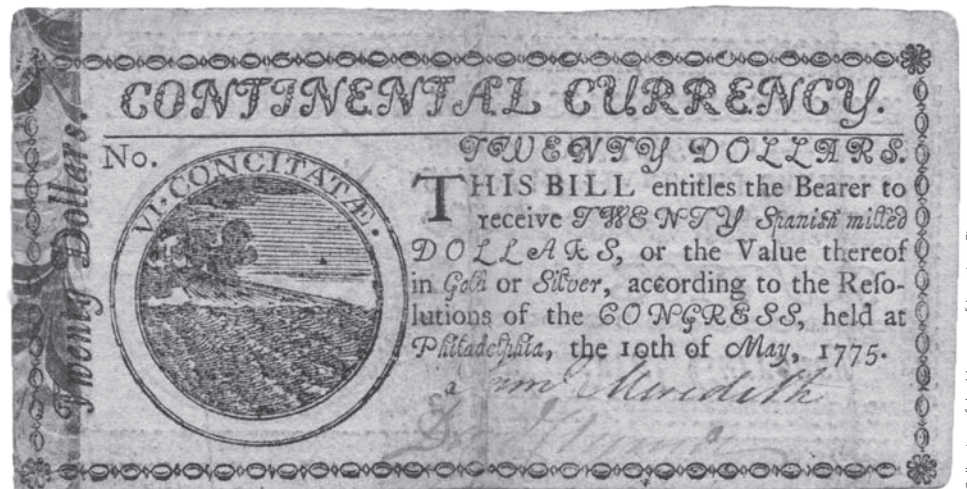 CONTINENTAL CURRENCY.
No.
VI·CONCITATÆ.
TWENTY DOLLARS.
THIS BILL entitles the Bearer to
receive TWENTY Spanish milled
DOLLARS, or the Value thereof
in Gold or Silver, according to the Reſo-
lutions of the CONGRESS, held at
Philadelphia, the 10th of May, 1775.
Meredith
Twenty Dollars.